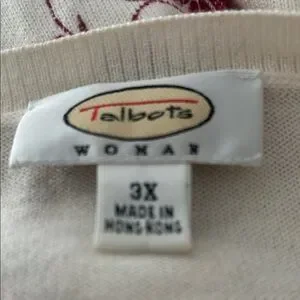 Talbots
WOMAN
3X
MADE IN
HONG KONG